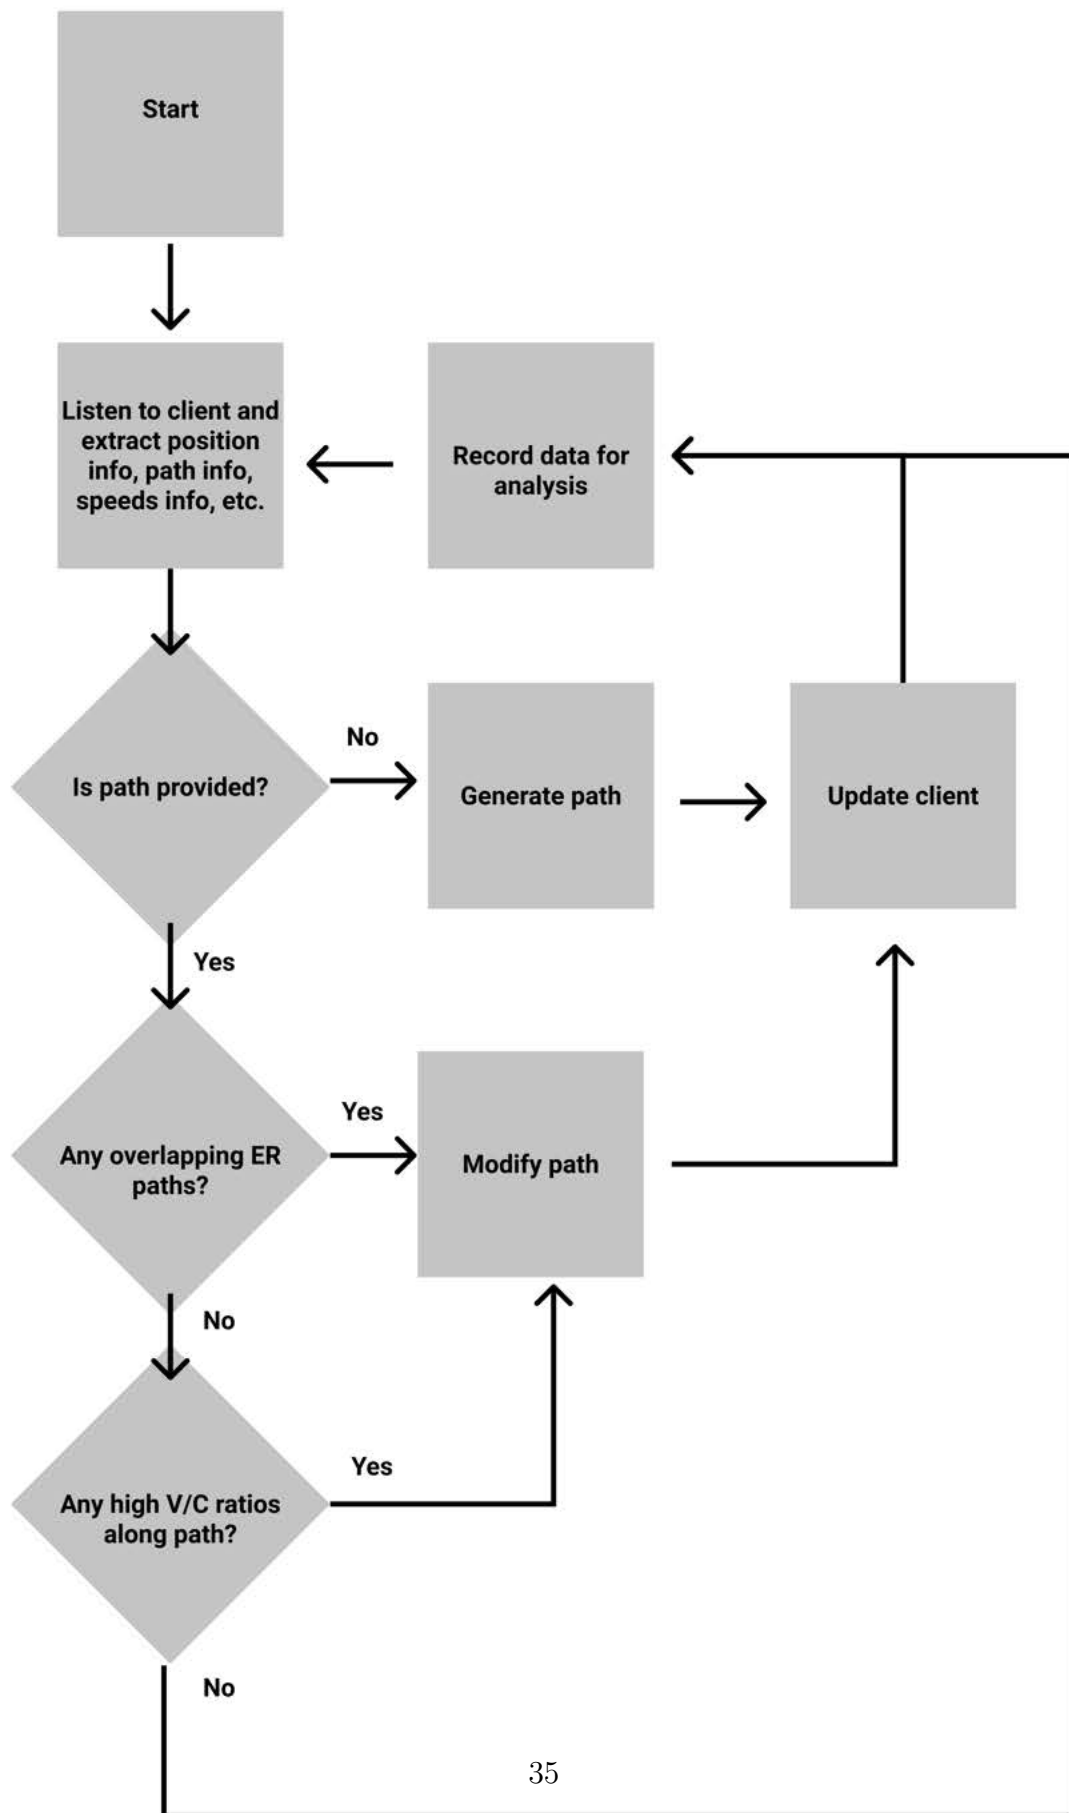 Start
Listen to client and
extract position
info, path info,
speeds info, etc.
Record data for
analysis
Is path provided?
No
Generate path
Update client
Yes
Any overlapping ER
paths?
Yes
Modify path
No
Any high V/C ratios
along path?
Yes
No
35